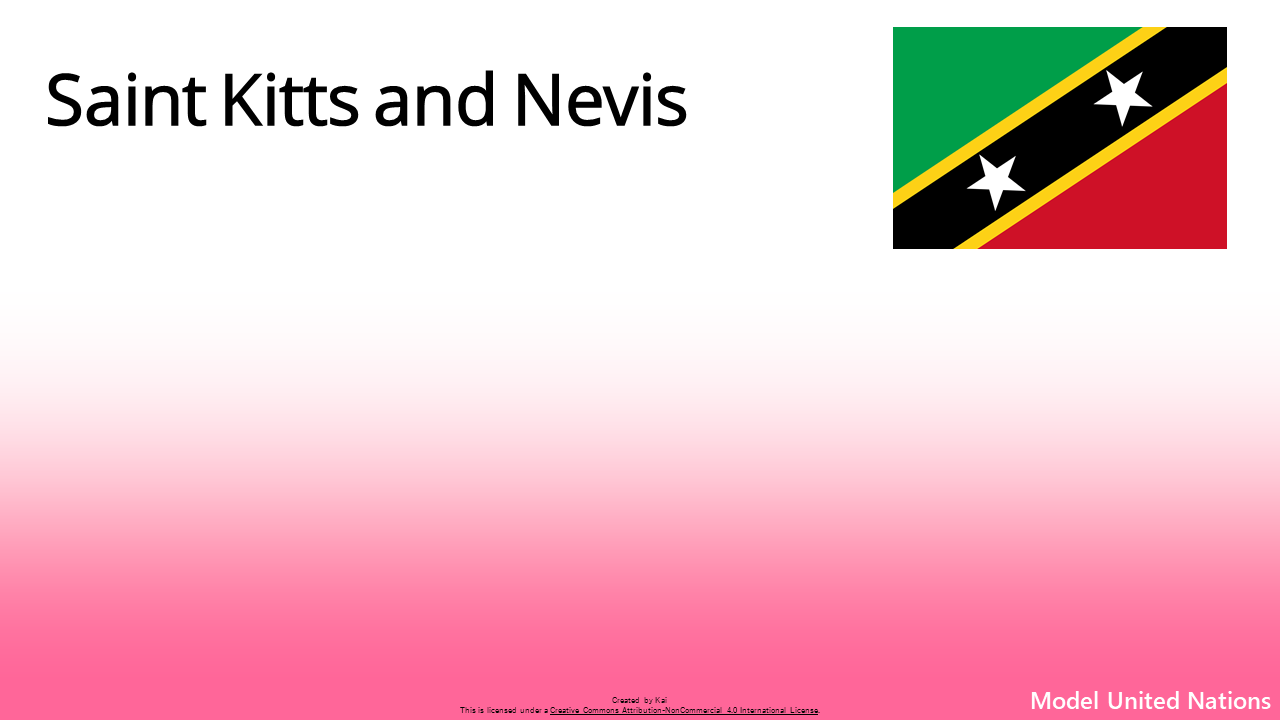 Saint Kitts and Nevis
Created by Kai
This is licensed under a Creative Commons Attribution-NonCommercial 4.0 International License.
Model United Nations